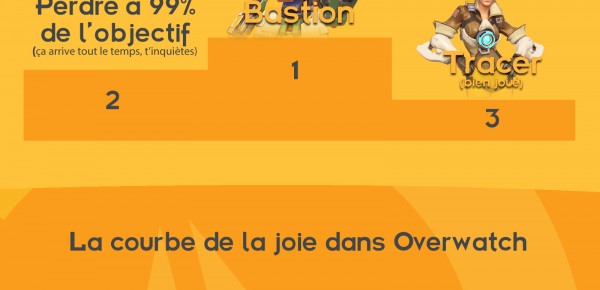 Perdre à 99%
de l'objectif
(ça arrive tout le temps, t'inquiètes)
Bastion
Tracer
(bien joué)
1
2
3
La courbe de la joie dans Overwatch